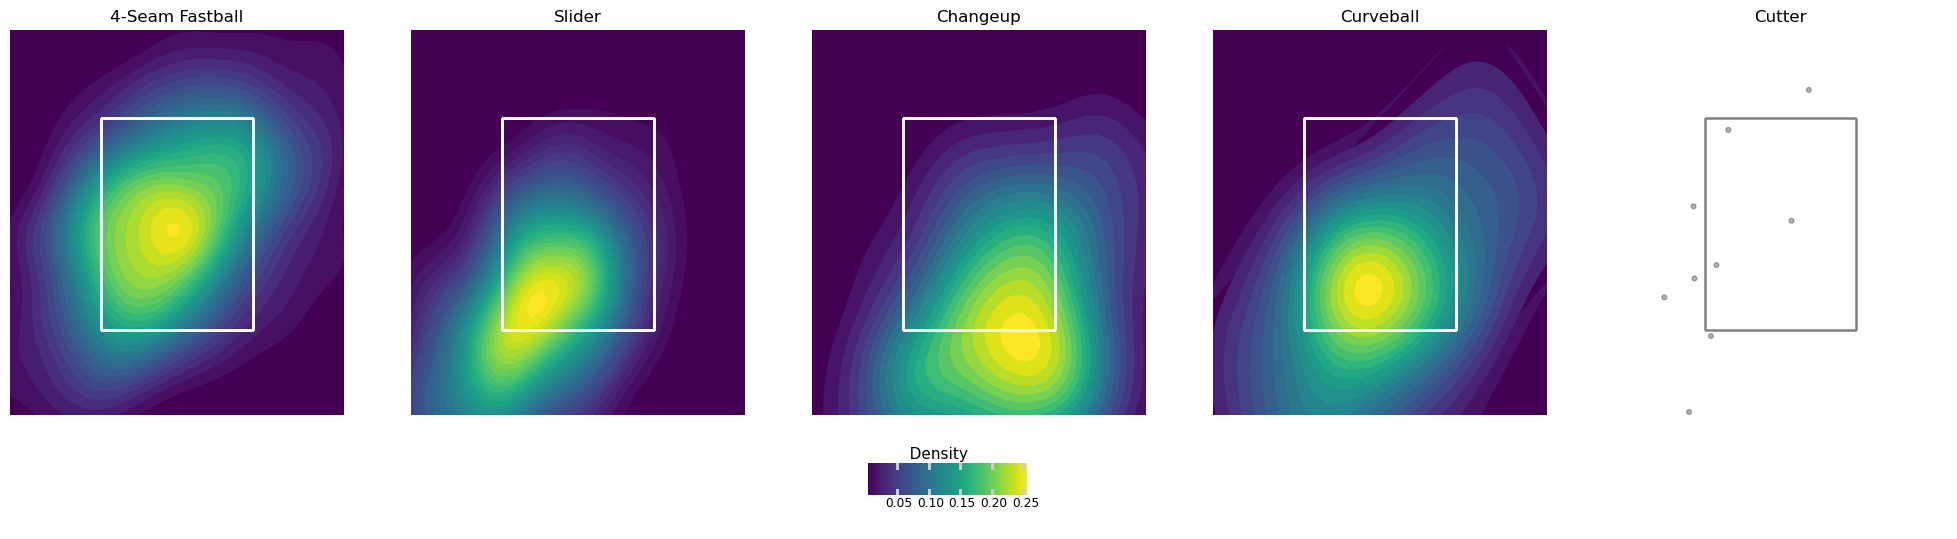 4-Seam Fastball Slider Changeup Curveball Cutter
Density
0.05 0.10 0.15 0.20 0.25